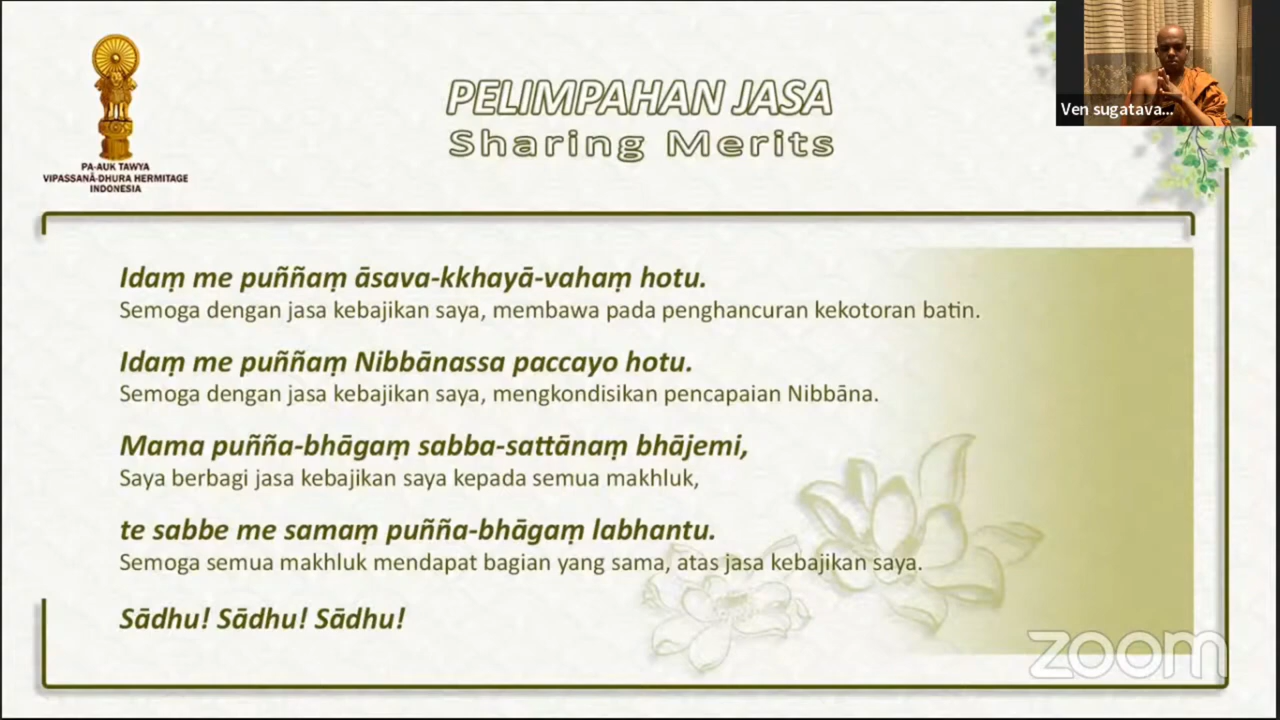 PELIMPAHAN JASA
Sharing Merits
PA-AUK TAWYA
VIPASSANĀ-DHURA HERMITAGE
INDONESIA
Ven sugatava...
Idaṃ me puññaṃ āsava-kkhayā-vahaṃ hotu.
Semoga dengan jasa kebajikan saya, membawa pada penghancuran kekotoran batin.
Idaṃ me puññaṃ Nibbānassa paccayo hotu.
Semoga dengan jasa kebajikan saya, mengkondisikan pencapaian Nibbāna.
Mama puñña-bhāgaṃ sabba-sattānaṃ bhājemi,
Saya berbagi jasa kebajikan saya kepada semua makhluk,
te sabbe me samaṃ puñña-bhāgaṃ labhantu.
Semoga semua makhluk mendapat bagian yang sama, atas jasa kebajikan saya.
Sādhu! Sādhu! Sādhu!
zoom